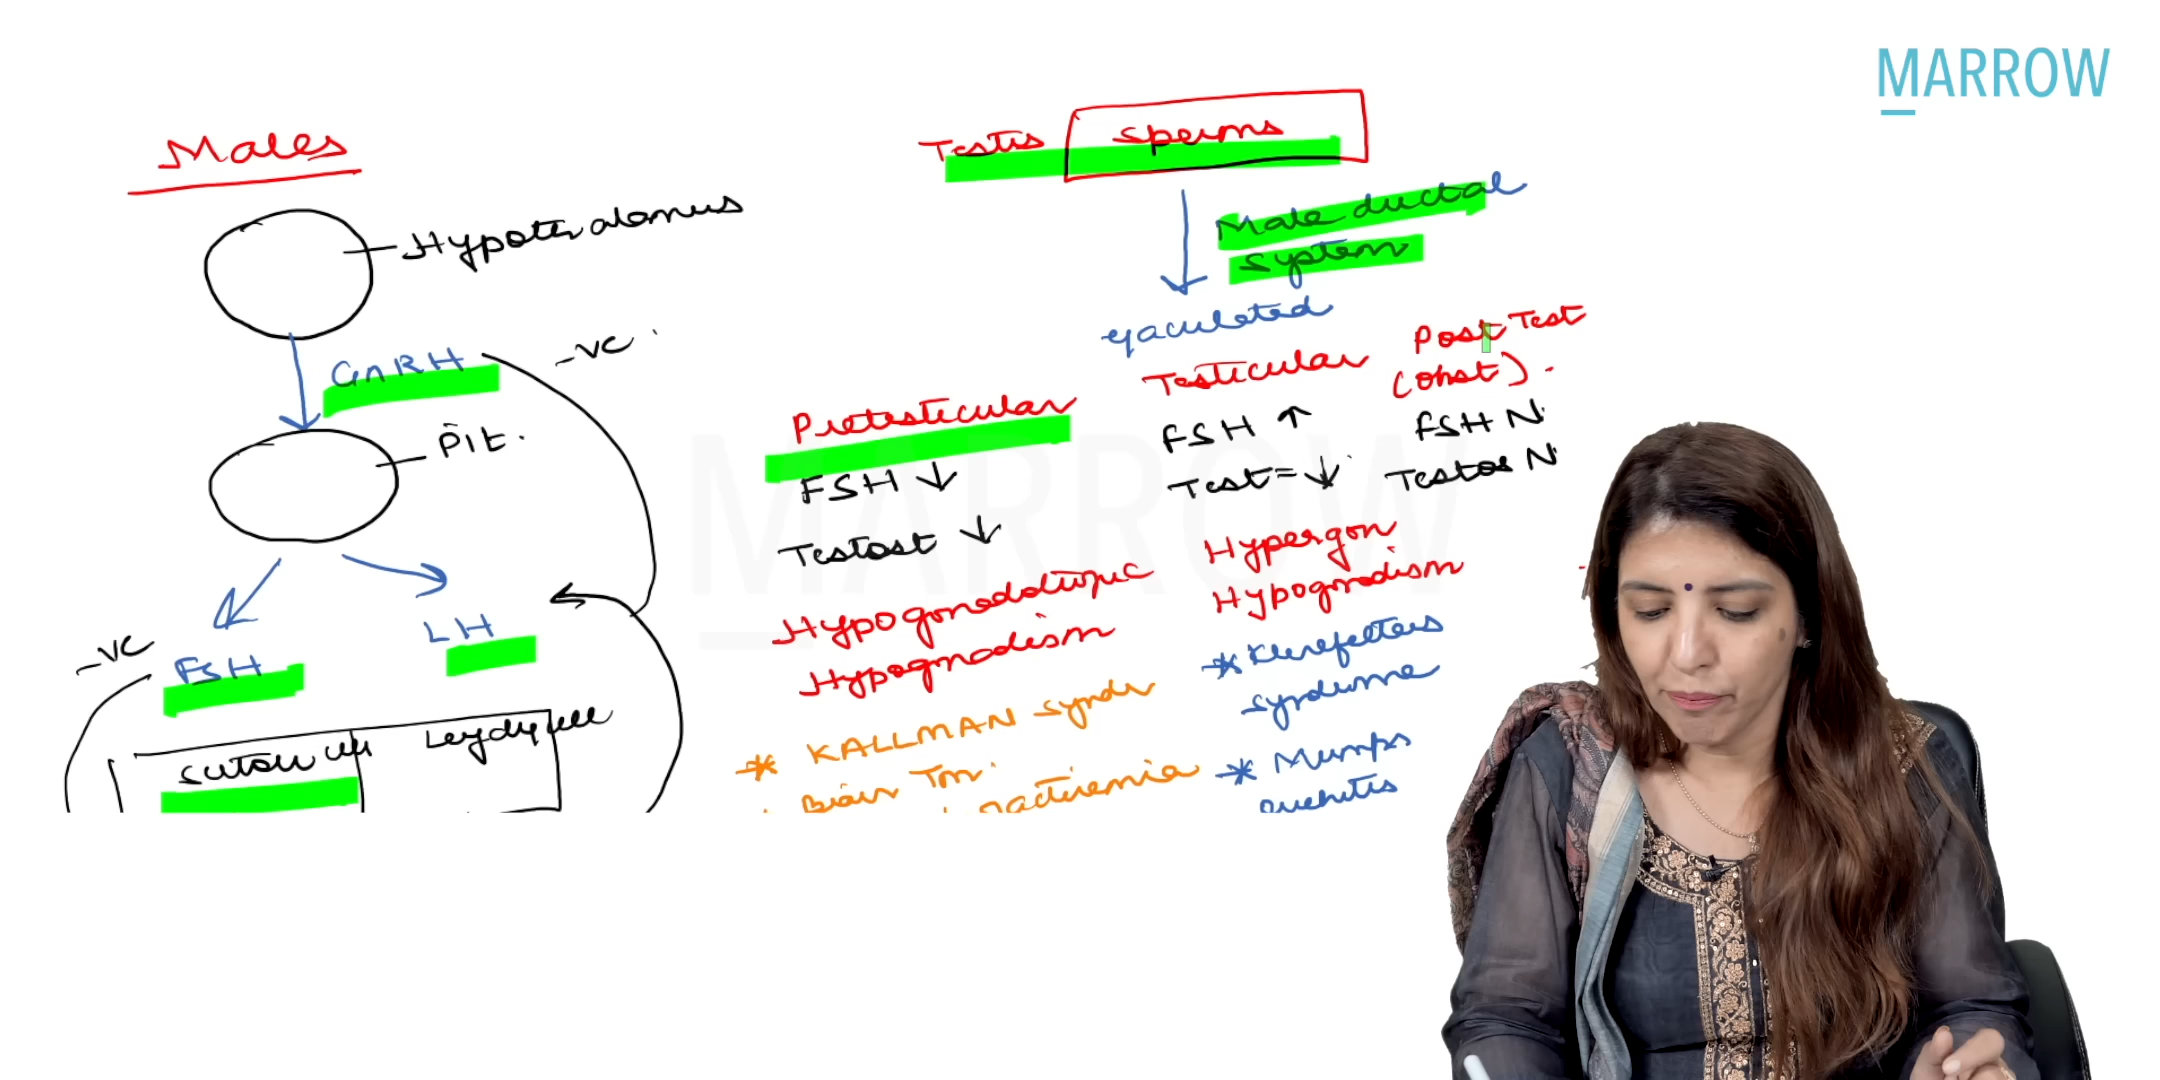 MARROW
Males
Hypothalamus
GnRH
-ve
Pit.
FSH
LH
-ve
Sertoli cell
Leydig cell
Testis
sperms
Male ductal
system
ejaculated
Pretesticular
FSH ↓
Testost ↓
Hypogonadotropic
Hypogonadism
* KALLMAN syndr
Brain Tm.
Testicular
FSH ↑
Test= ↓
Hypergon
Hypogonadism
* Klinefelters
syndrome
* Mumps
orchitis
Post Test
(Obst).
FSH N
Testos N
MARROW